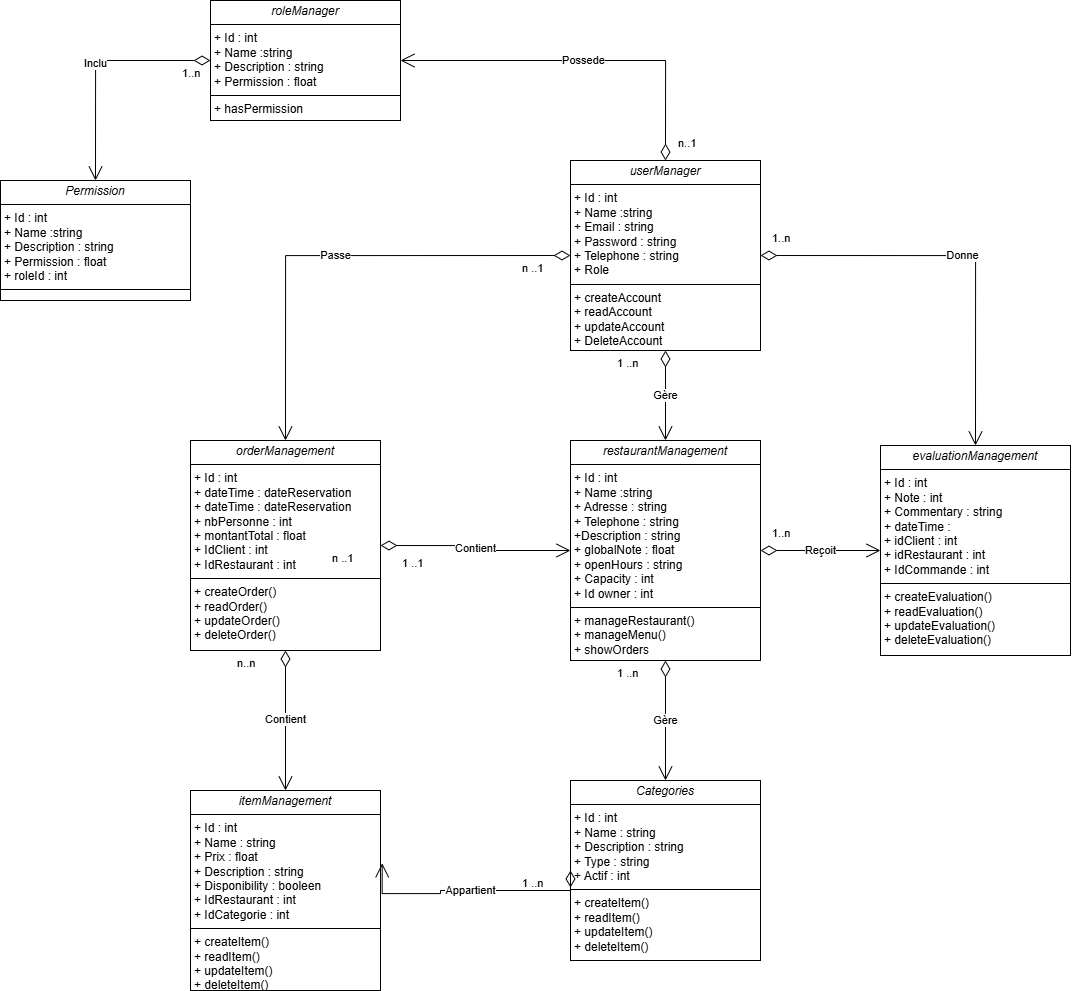 roleManager
+ Id : int
+ Name :string
+ Description : string
+ Permission : float
+ hasPermission
Inclu
1..n
Possede
n..1
Permission
+ Id : int
+ Name :string
+ Description : string
+ Permission : float
+ roleId : int
userManager
+ Id : int
+ Name :string
+ Email : string
+ Password : string
+ Telephone : string
+ Role
+ createAccount
+ readAccount
+ updateAccount
+ DeleteAccount
Passe
n ..1
1..n
Donne
1 ..n
Gère
orderManagement
+ Id : int
+ dateTime : dateReservation
+ dateTime : dateReservation
+ nbPersonne : int
+ montantTotal : float
+ IdClient : int
+ IdRestaurant : int
+ createOrder()
+ readOrder()
+ updateOrder()
+ deleteOrder()
n ..1
1 ..1
Contient
restaurantManagement
+ Id : int
+ Name :string
+ Adresse : string
+ Telephone : string
+Description : string
+ globalNote : float
+ openHours : string
+ Capacity : int
+ Id owner : int
+ manageRestaurant()
+ manageMenu()
+ showOrders
1..n
Reçoit
evaluationManagement
+ Id : int
+ Note : int
+ Commentary : string
+ dateTime :
+ idClient : int
+ idRestaurant : int
+ IdCommande : int
+ createEvaluation()
+ readEvaluation()
+ updateEvaluation()
+ deleteEvaluation()
n..n
Contient
1 ..n
Gère
itemManagement
+ Id : int
+ Name : string
+ Prix : float
+ Description : string
+ Disponibility : booleen
+ IdRestaurant : int
+ IdCategorie : int
+ createItem()
+ readItem()
+ updateItem()
+ deleteItem()
Appartient
1 ..n
Categories
+ Id : int
+ Name : string
+ Description : string
+ Type : string
+ Actif : int
+ createItem()
+ readItem()
+ updateItem()
+ deleteItem()